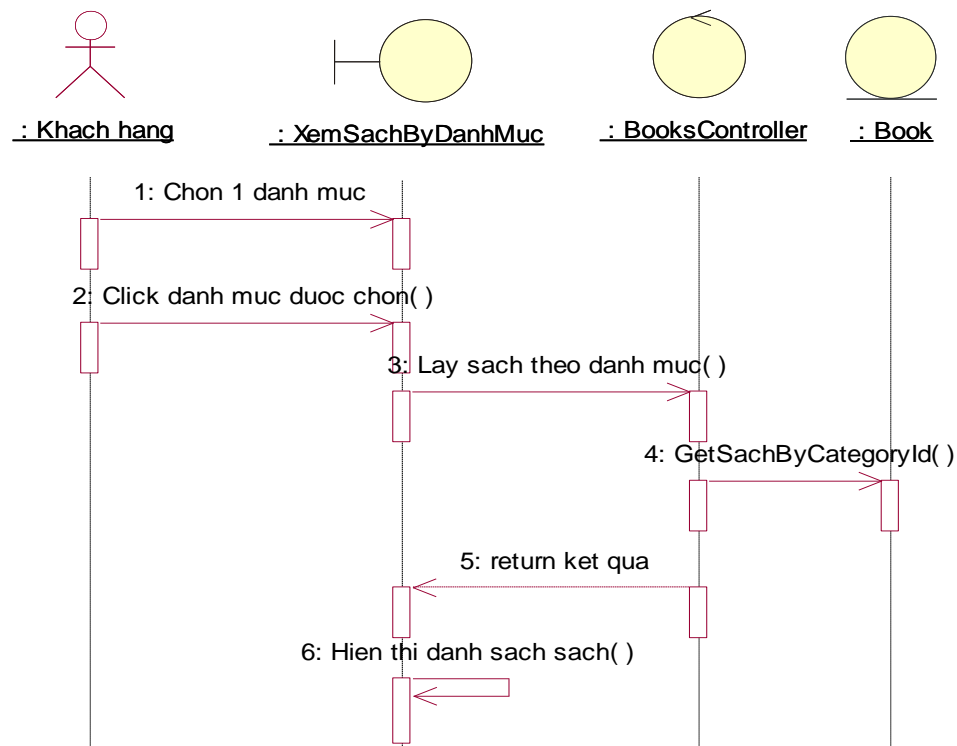 : Khach hang
: XemSachByDanhMuc
: BooksController
: Book
1: Chon 1 danh muc
2: Click danh muc duoc chon( )
3: Lay sach theo danh muc( )
4: GetSachByCategoryId( )
5: return ket qua
6: Hien thi danh sach sach( )